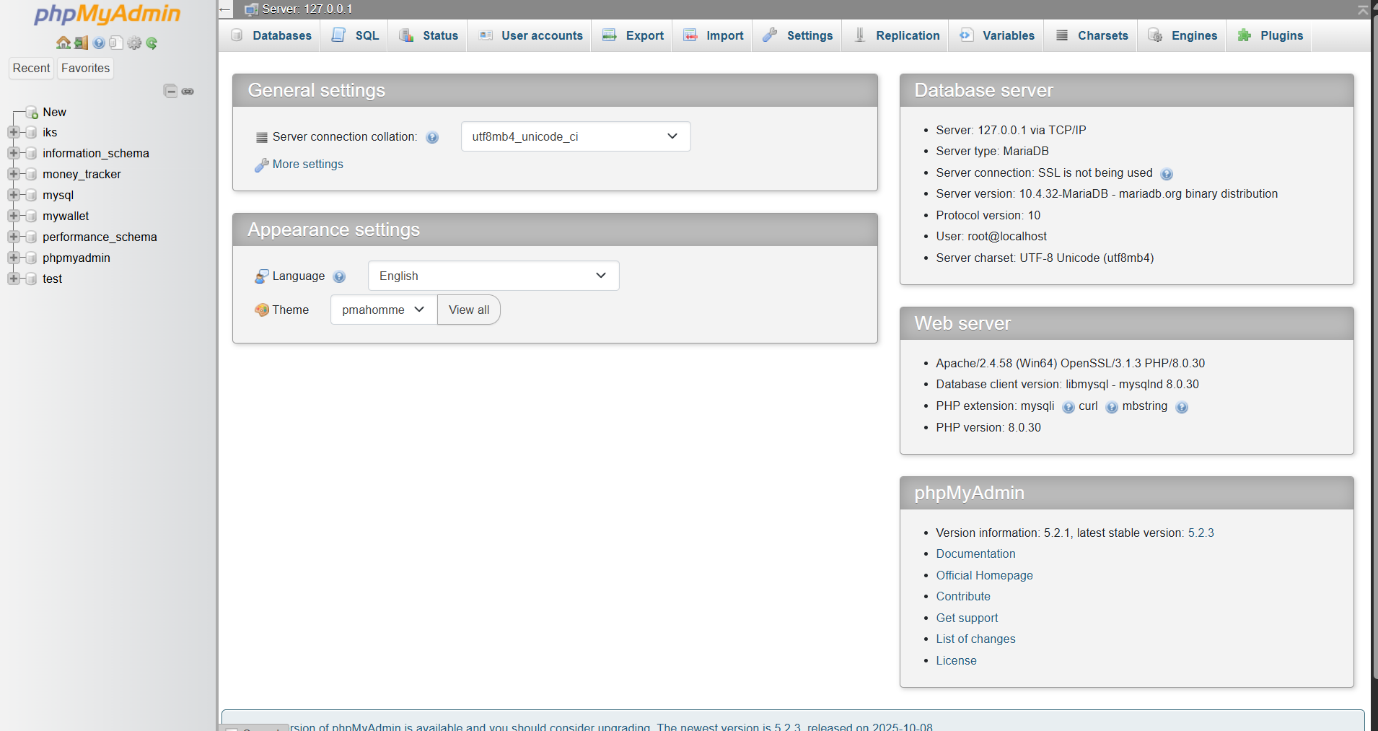 phpMyAdmin
Recent Favorites
New
iks
information_schema
money_tracker
mysql
mywallet
performance_schema
phpmyadmin
test
Server: 127.0.0.1
Databases SQL Status User accounts Export Import Settings Replication Variables Charsets Engines Plugins
General settings
Server connection collation: utf8mb4_unicode_ci
More settings
Appearance settings
Language English
Theme pmahomme View all
Database server
Server: 127.0.0.1 via TCP/IP
Server type: MariaDB
Server connection: SSL is not being used
Server version: 10.4.32-MariaDB - mariadb.org binary distribution
Protocol version: 10
User: root@localhost
Server charset: UTF-8 Unicode (utf8mb4)
Web server
Apache/2.4.58 (Win64) OpenSSL/3.1.3 PHP/8.0.30
Database client version: libmysql - mysqlnd 8.0.30
PHP extension: mysqli curl mbstring
PHP version: 8.0.30
phpMyAdmin
Version information: 5.2.1, latest stable version: 5.2.3
Documentation
Official Homepage
Contribute
Get support
List of changes
License
of phpMyAdmin is available and you should consider upgrading. The newest version is 5.2.3, released on 2025-10-08.